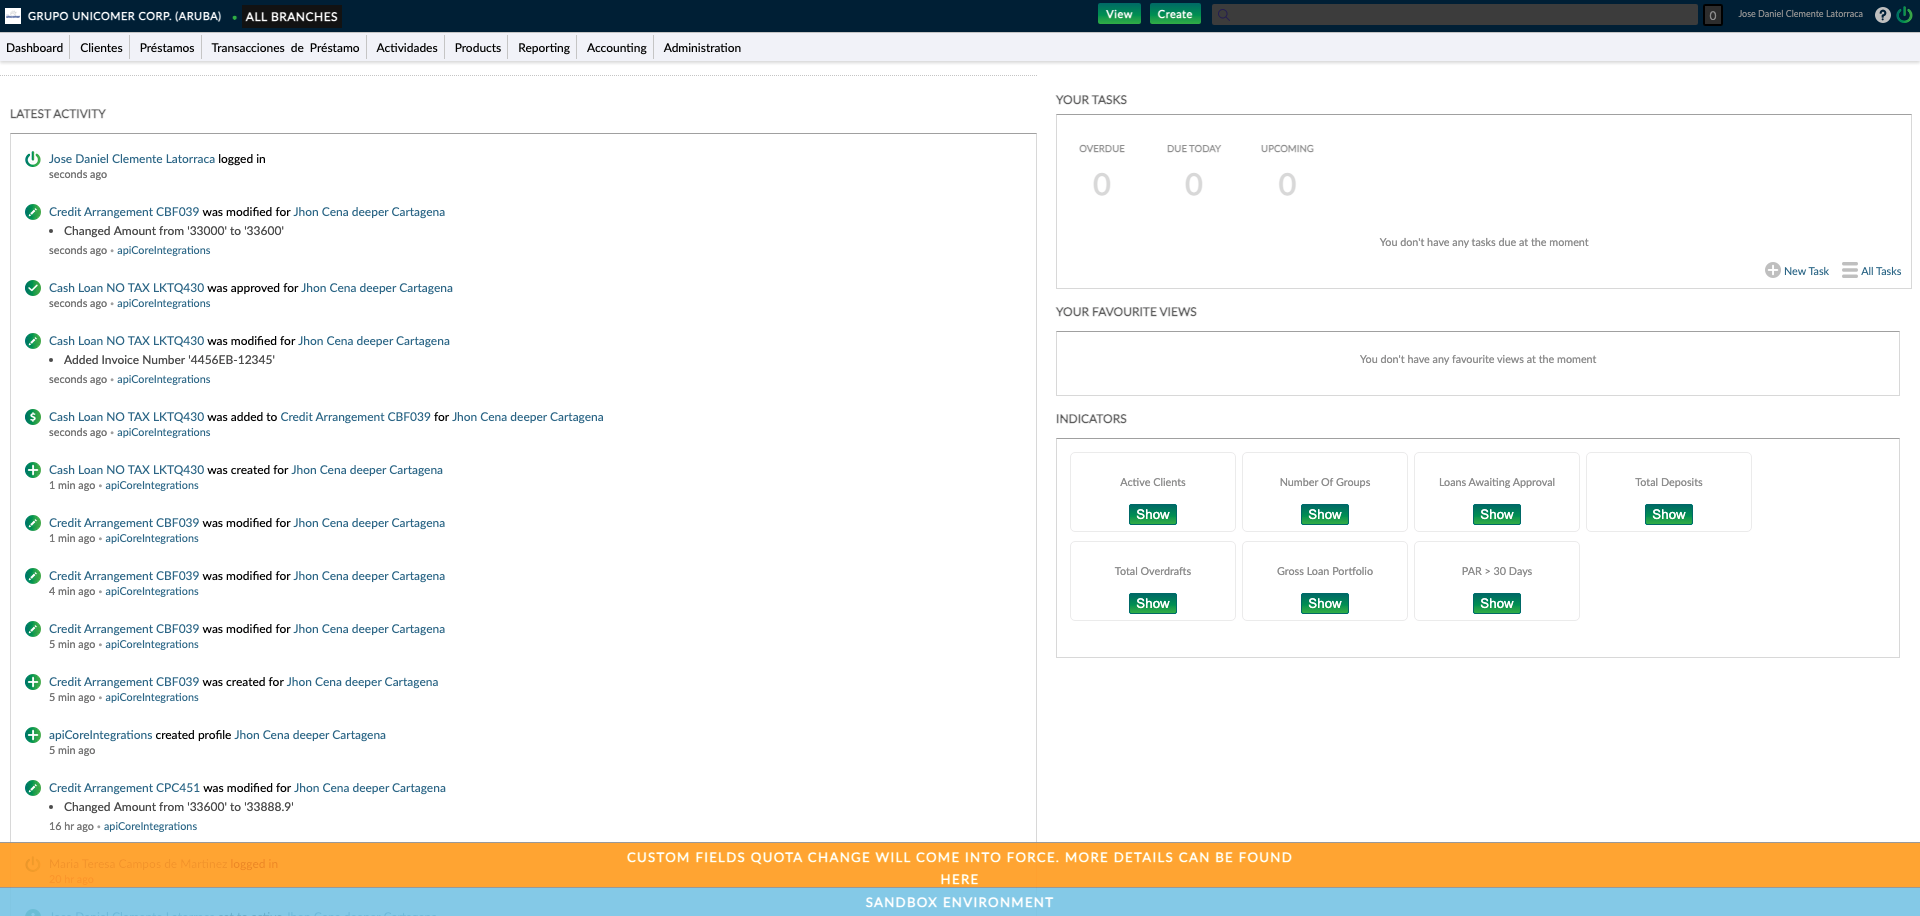 GRUPO UNICOMER CORP. (ARUBA) • ALL BRANCHES
View Create 0 Jose Daniel Clemente Latorraca ?
Dashboard Clientes Préstamos Transacciones de Préstamo Actividades Products Reporting Accounting Administration
LATEST ACTIVITY
Jose Daniel Clemente Latorraca logged in
seconds ago
Credit Arrangement CBF039 was modified for Jhon Cena deeper Cartagena
• Changed Amount from '33000' to '33600'
seconds ago • apiCoreIntegrations
Cash Loan NO TAX LKTQ430 was approved for Jhon Cena deeper Cartagena
seconds ago • apiCoreIntegrations
Cash Loan NO TAX LKTQ430 was modified for Jhon Cena deeper Cartagena
• Added Invoice Number '4456EB-12345'
seconds ago • apiCoreIntegrations
Cash Loan NO TAX LKTQ430 was added to Credit Arrangement CBF039 for Jhon Cena deeper Cartagena
seconds ago • apiCoreIntegrations
Cash Loan NO TAX LKTQ430 was created for Jhon Cena deeper Cartagena
1 min ago • apiCoreIntegrations
Credit Arrangement CBF039 was modified for Jhon Cena deeper Cartagena
1 min ago • apiCoreIntegrations
Credit Arrangement CBF039 was modified for Jhon Cena deeper Cartagena
4 min ago • apiCoreIntegrations
Credit Arrangement CBF039 was modified for Jhon Cena deeper Cartagena
5 min ago • apiCoreIntegrations
Credit Arrangement CBF039 was created for Jhon Cena deeper Cartagena
5 min ago • apiCoreIntegrations
apiCoreIntegrations created profile Jhon Cena deeper Cartagena
5 min ago
Credit Arrangement CPC451 was modified for Jhon Cena deeper Cartagena
• Changed Amount from '33600' to '33888.9'
16 hr ago • apiCoreIntegrations
Maria Teresa Campos de Martinez logged in
20 hr ago
YOUR TASKS
OVERDUE DUE TODAY UPCOMING
0 0 0
You don't have any tasks due at the moment
New Task All Tasks
YOUR FAVOURITE VIEWS
You don't have any favourite views at the moment
INDICATORS
Active Clients Number Of Groups Loans Awaiting Approval Total Deposits
Show Show Show Show
Total Overdrafts Gross Loan Portfolio PAR > 30 Days
Show Show Show
CUSTOM FIELDS QUOTA CHANGE WILL COME INTO FORCE. MORE DETAILS CAN BE FOUND
HERE
SANDBOX ENVIRONMENT